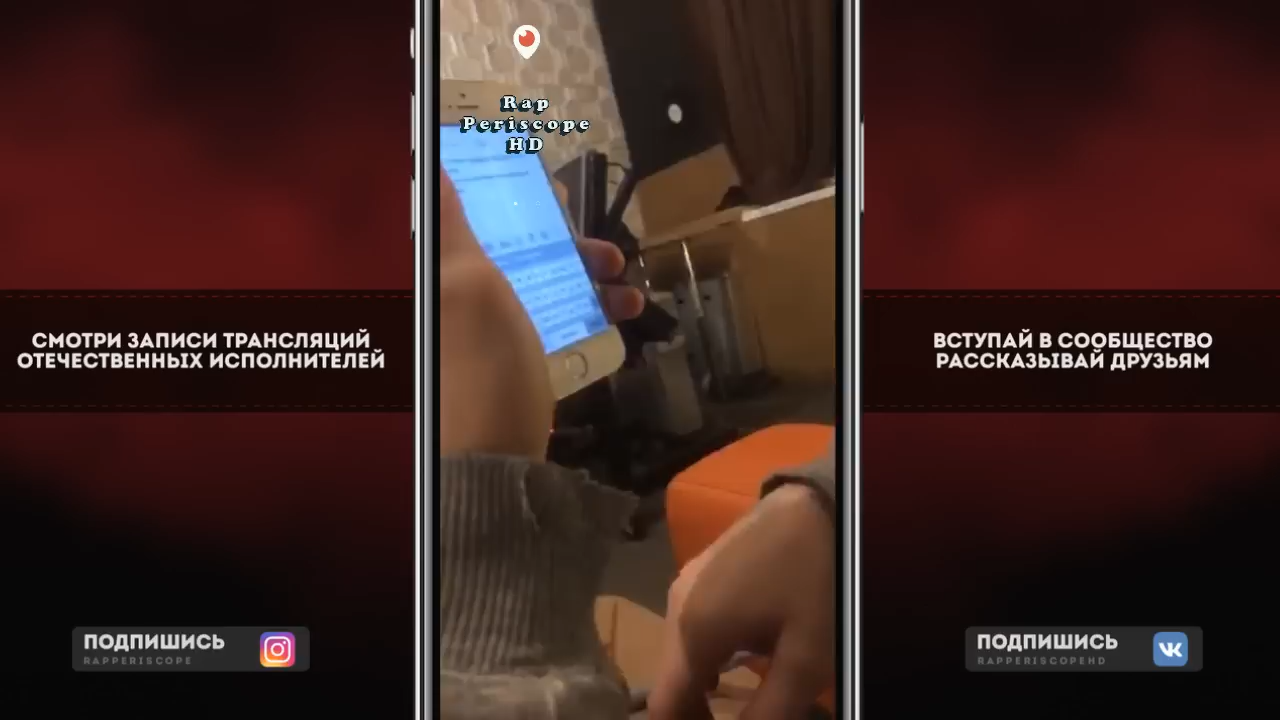 Rap
Periscope
HD
СМОТРИ ЗАПИСИ ТРАНСЛЯЦИЙ
ОТЕЧЕСТВЕННЫХ ИСПОЛНИТЕЛЕЙ
ВСТУПАЙ В СООБЩЕСТВО
РАССКАЗЫВАЙ ДРУЗЬЯМ
ПОДПИШИСЬ
RAPPERISCOPE
ПОДПИШИСЬ
RAPPERISCOPEHD